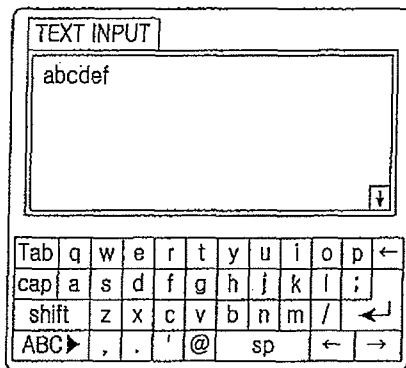 TEXT INPUT
abcdef
↓
Tab q w e r t y u i o p ←
cap a s d f g h j k l ;
shift z x c v b n m / ↵
ABC▶ , . ' @ sp ← →